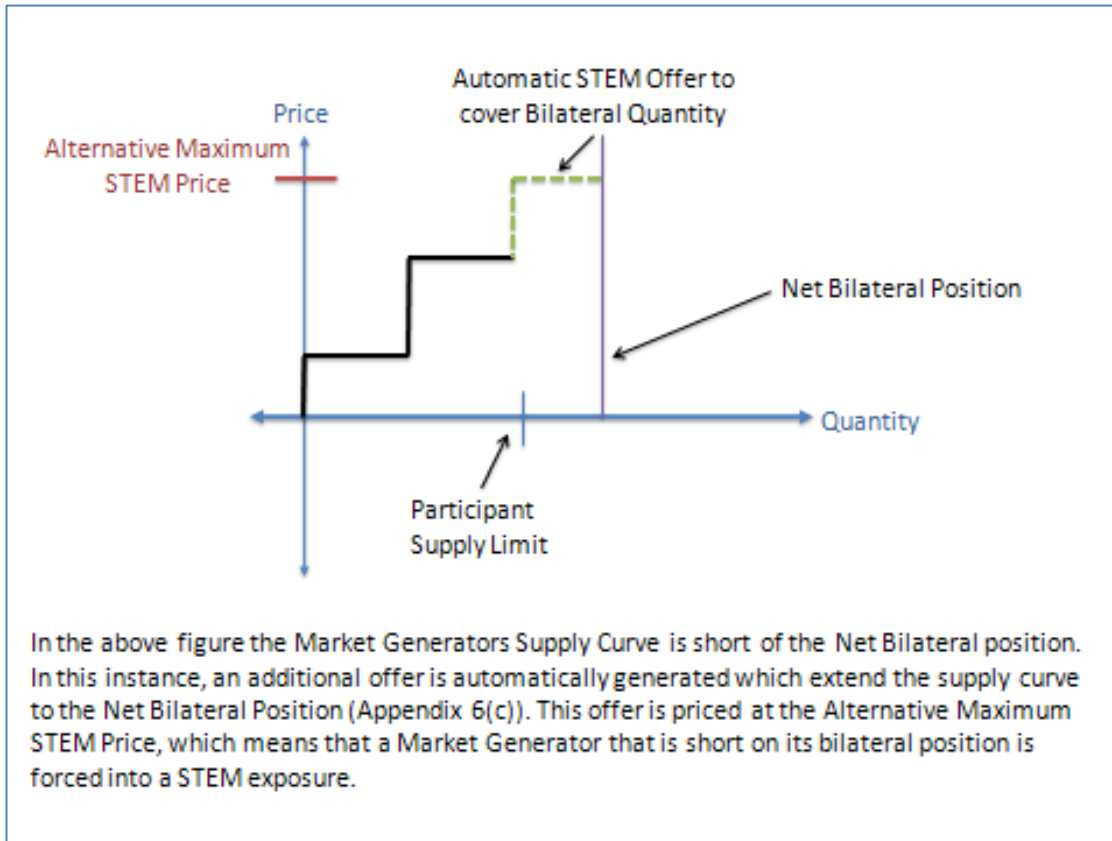 Automatic STEM Offer to
cover Bilateral Quantity
Price
Alternative Maximum
STEM Price
Net Bilateral Position
Quantity
Participant
Supply Limit
In the above figure the Market Generators Supply Curve is short of the Net Bilateral position.
In this instance, an additional offer is automatically generated which extend the supply curve
to the Net Bilateral Position (Appendix 6(c)). This offer is priced at the Alternative Maximum
STEM Price, which means that a Market Generator that is short on its bilateral position is
forced into a STEM exposure.